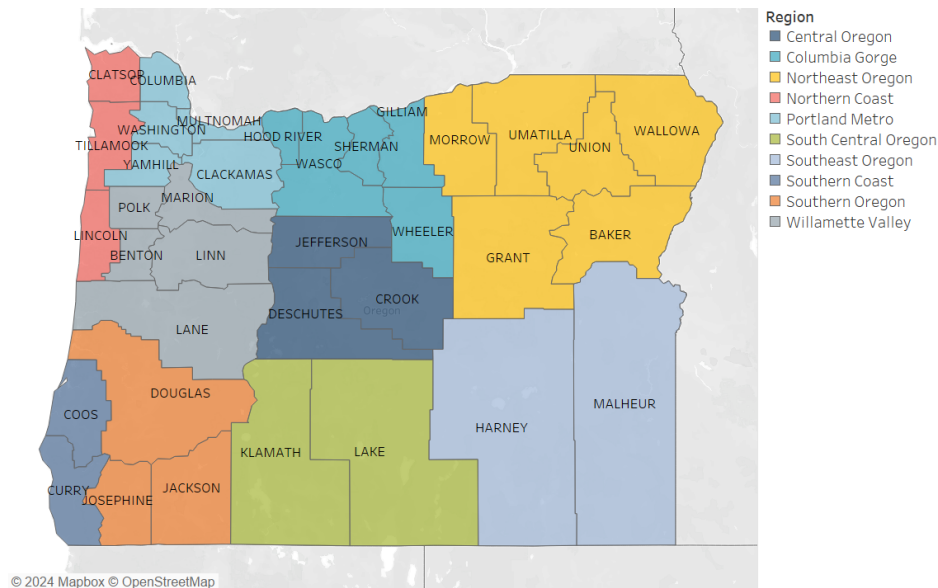 Region
Central Oregon
Columbia Gorge
Northeast Oregon
Northern Coast
Portland Metro
South Central Oregon
Southeast Oregon
Southern Coast
Southern Oregon
Willamette Valley
CLATSOP
COLUMBIA
MULTNOMAH
WASHINGTON
TILLAMOOK
YAMHILL
HOOD RIVER
GILLIAM
SHERMAN
WASCO
MORROW
UMATILLA
UNION
WALLOWA
CLACKAMAS
MARION
POLK
LINCOLN
BENTON
LINN
JEFFERSON
WHEELER
GRANT
BAKER
CROOK
Oregon
DESCHUTES
LANE
DOUGLAS
COOS
KLAMATH
LAKE
HARNEY
MALHEUR
CURRY
JOSEPHINE
JACKSON
© 2024 Mapbox © OpenStreetMap